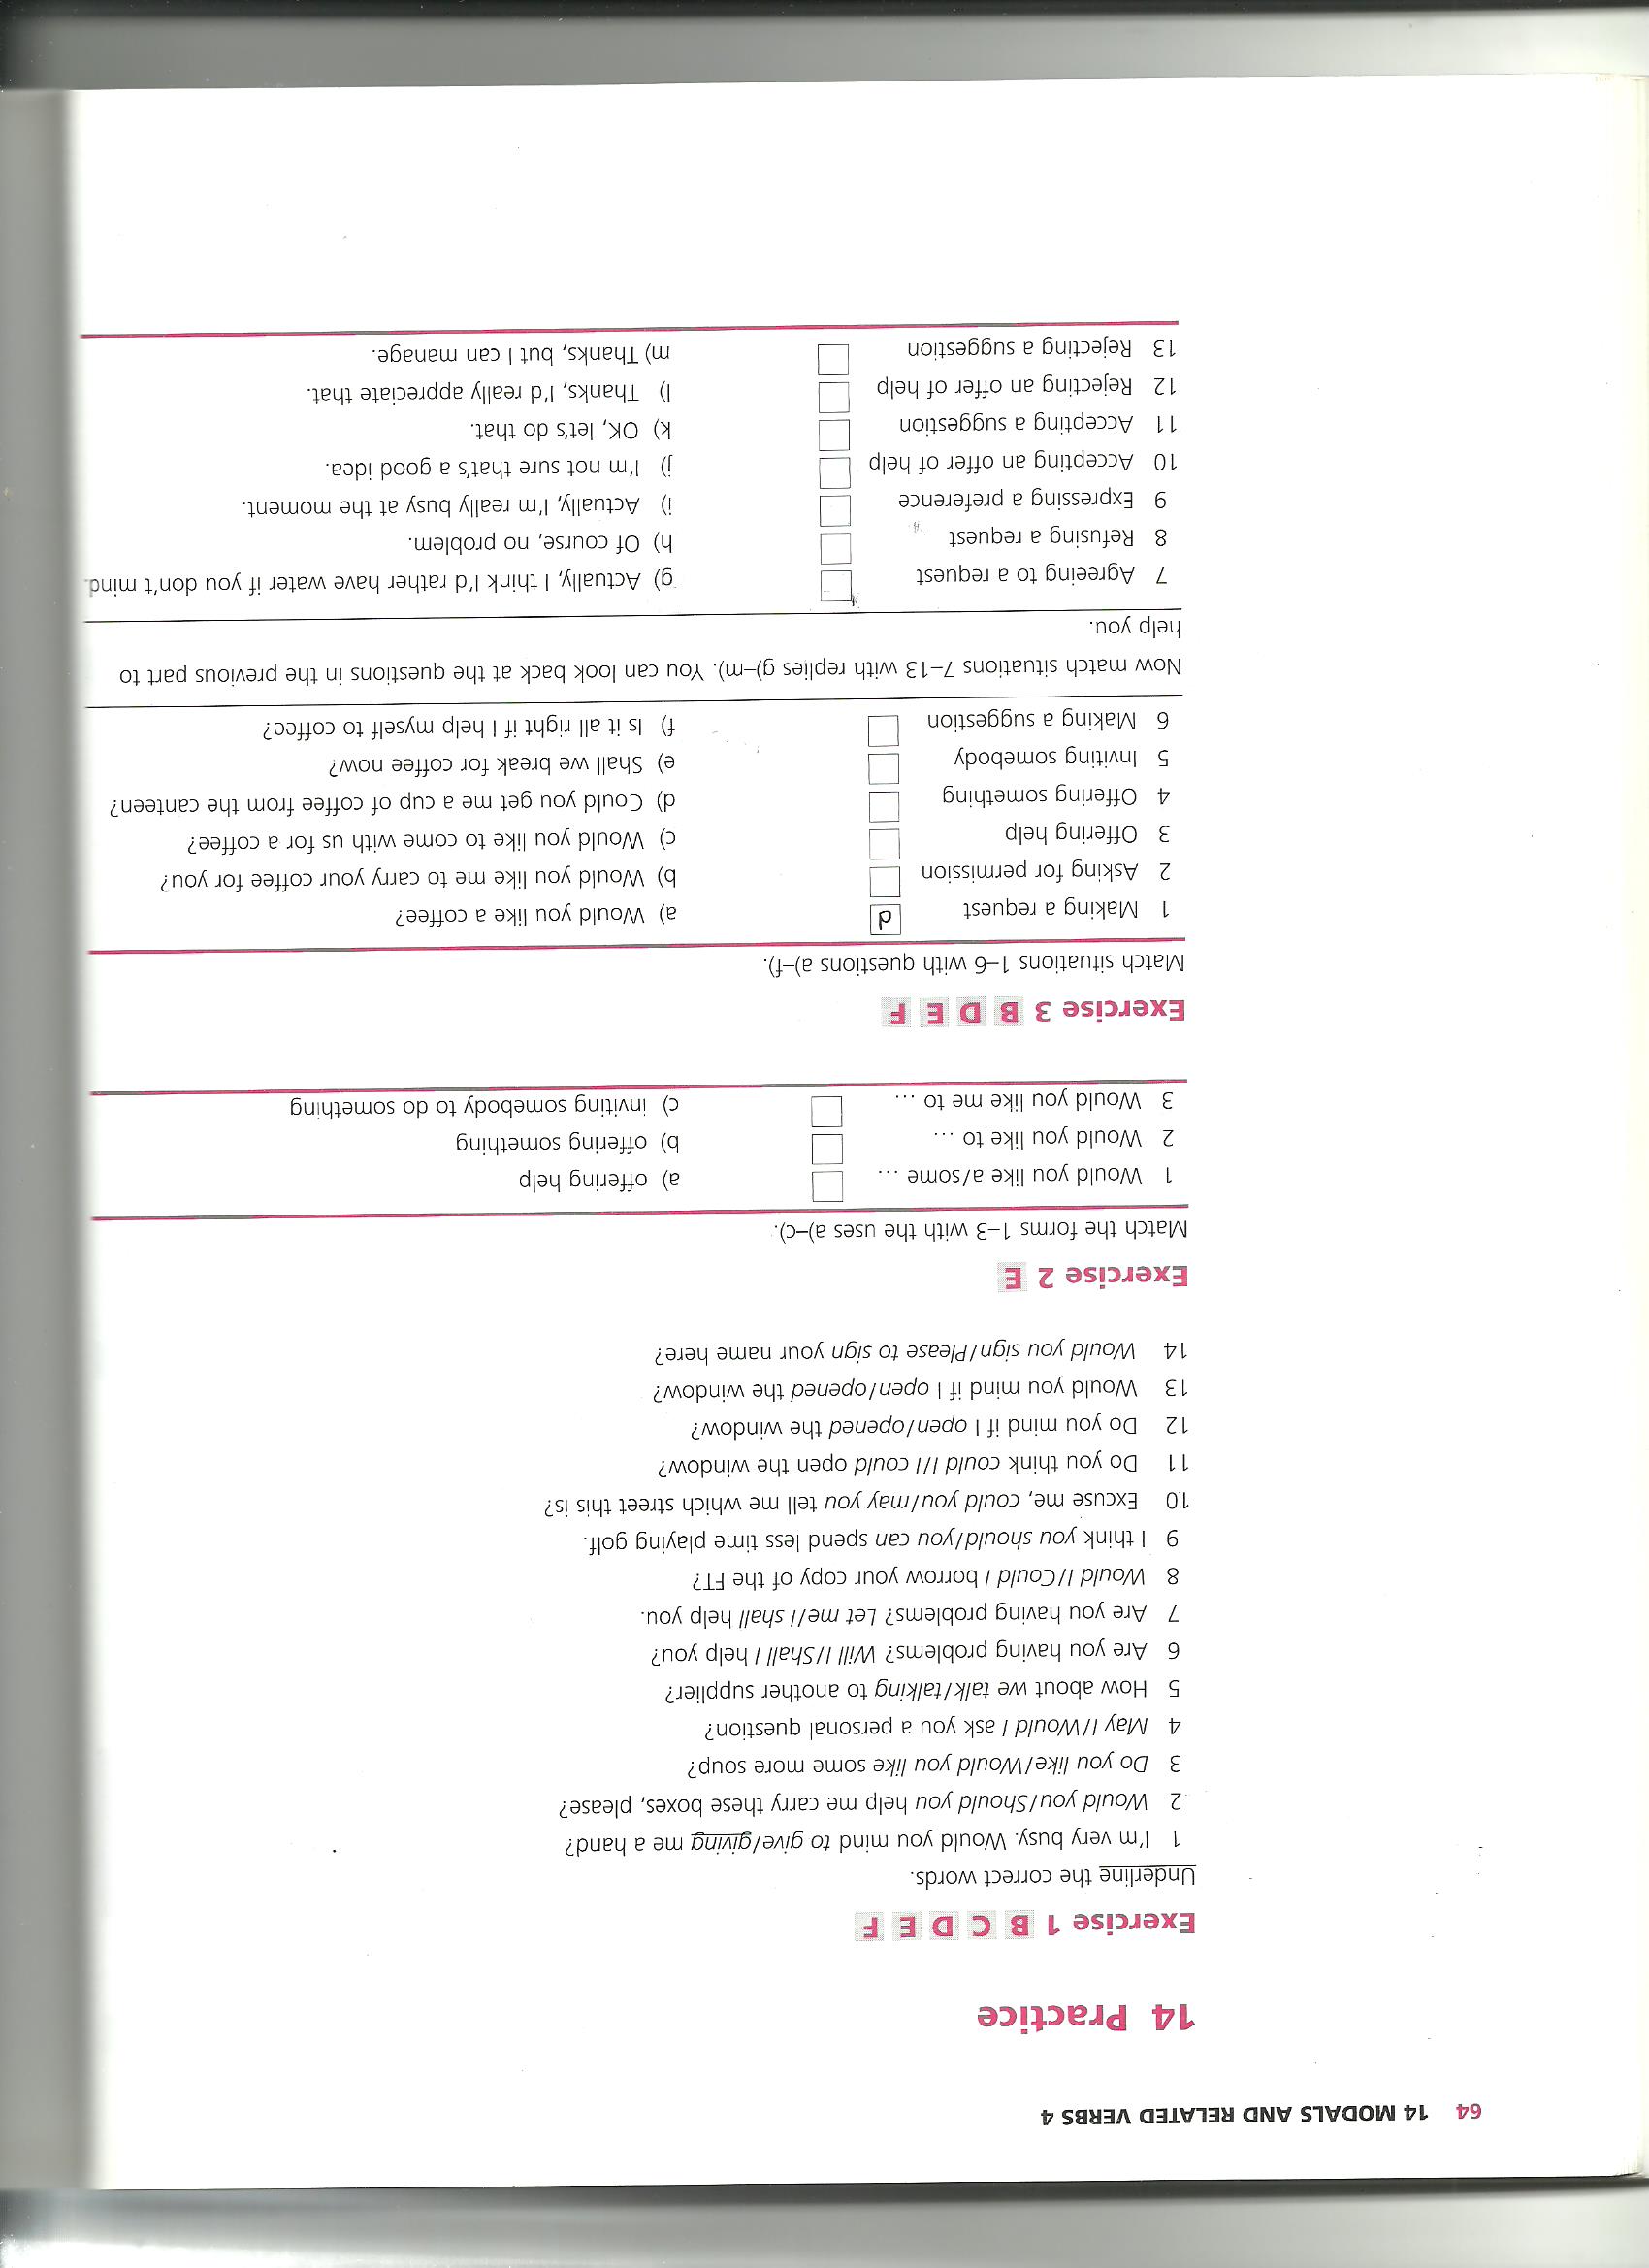 64 14 MODALS AND RELATED VERBS 4
14 Practice
Exercise 1 B C D E F
Underline the correct words.
1 I'm very busy. Would you mind to give/giving me a hand?
2 Would you/Should you help me carry these boxes, please?
3 Do you like/Would you like some more soup?
4 May I/Would I ask you a personal question?
5 How about we talk/talking to another supplier?
6 Are you having problems? Will I/Shall I help you?
7 Are you having problems? Let me/I shall help you.
8 Would I/Could I borrow your copy of the FT?
9 I think you should/you can spend less time playing golf.
10 Excuse me, could you/may you tell me which street this is?
11 Do you think could I/I could open the window?
12 Do you mind if I open/opened the window?
13 Would you mind if I open/opened the window?
14 Would you sign/Please to sign your name here?
Exercise 2 E
Match the forms 1–3 with the uses a)–c).
1 Would you like a/some ... a) offering help
2 Would you like to ... b) offering something
3 Would you like me to ... c) inviting somebody to do something
Exercise 3 B D E F
Match situations 1–6 with questions a)–f).
1 Making a request d a) Would you like a coffee?
2 Asking for permission b) Would you like me to carry your coffee for you?
3 Offering help c) Would you like to come with us for a coffee?
4 Offering something d) Could you get me a cup of coffee from the canteen?
5 Inviting somebody e) Shall we break for coffee now?
6 Making a suggestion f) Is it all right if I help myself to coffee?
Now match situations 7–13 with replies g)–m). You can look back at the questions in the previous part to
help you.
7 Agreeing to a request g) Actually, I think I'd rather have water if you don't mind.
8 Refusing a request h) Of course, no problem.
9 Expressing a preference i) Actually, I'm really busy at the moment.
10 Accepting an offer of help j) I'm not sure that's a good idea.
11 Accepting a suggestion k) OK, let's do that.
12 Rejecting an offer of help l) Thanks, I'd really appreciate that.
13 Rejecting a suggestion m) Thanks, but I can manage.